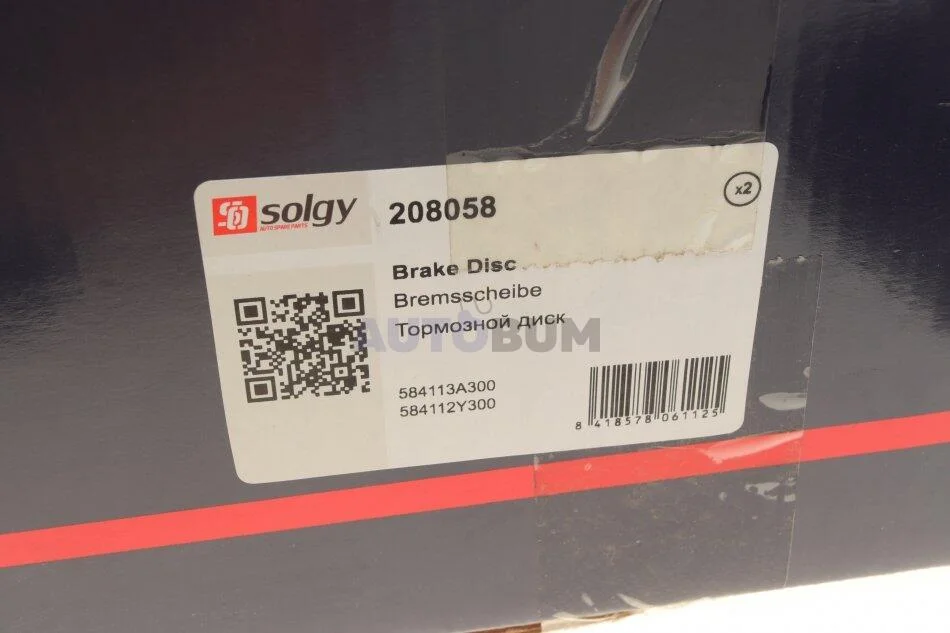 solgy
AUTO SPARE PARTS
208058
x2
Brake Disc
Bremsscheibe
Тормозной диск
AUTOBUM
584113A300
584112Y300
8 418578 061125